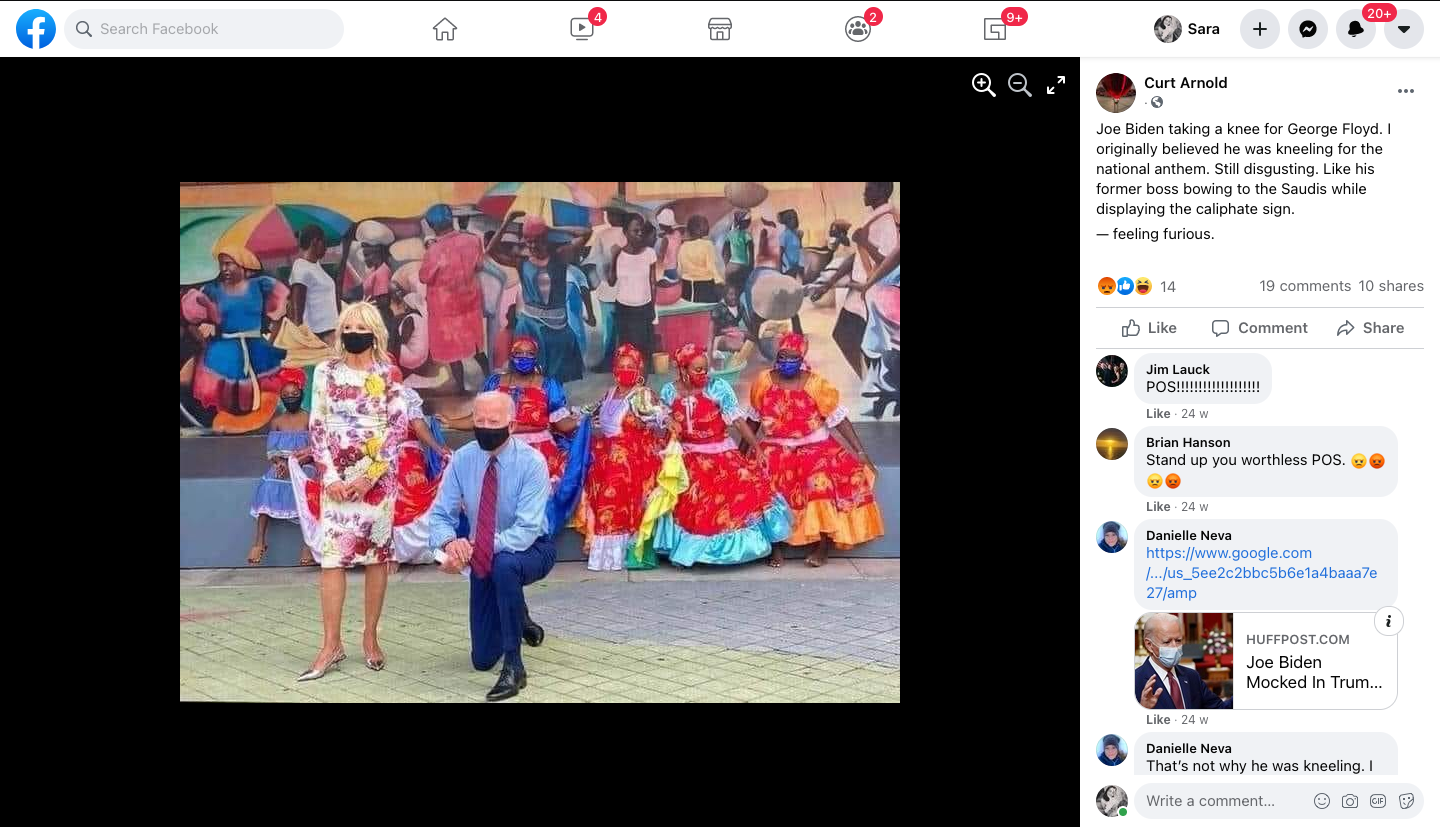 Search Facebook
4
2
9+
Sara
20+
Curt Arnold
Joe Biden taking a knee for George Floyd. I
originally believed he was kneeling for the
national anthem. Still disgusting. Like his
former boss bowing to the Saudis while
displaying the caliphate sign.
— feeling furious.
14
19 comments 10 shares
Like
Comment
Share
Jim Lauck
POS!!!!!!!!!!!!!!!!!!!
Like · 24 w
Brian Hanson
Stand up you worthless POS. 😠😡
😠😡
Like · 24 w
Danielle Neva
https://www.google.com
/.../us_5ee2c2bbc5b6e1a4baaa7e
27/amp
i
HUFFPOST.COM
Joe Biden
Mocked In Trum...
Like · 24 w
Danielle Neva
That's not why he was kneeling. I
Write a comment...
GIF